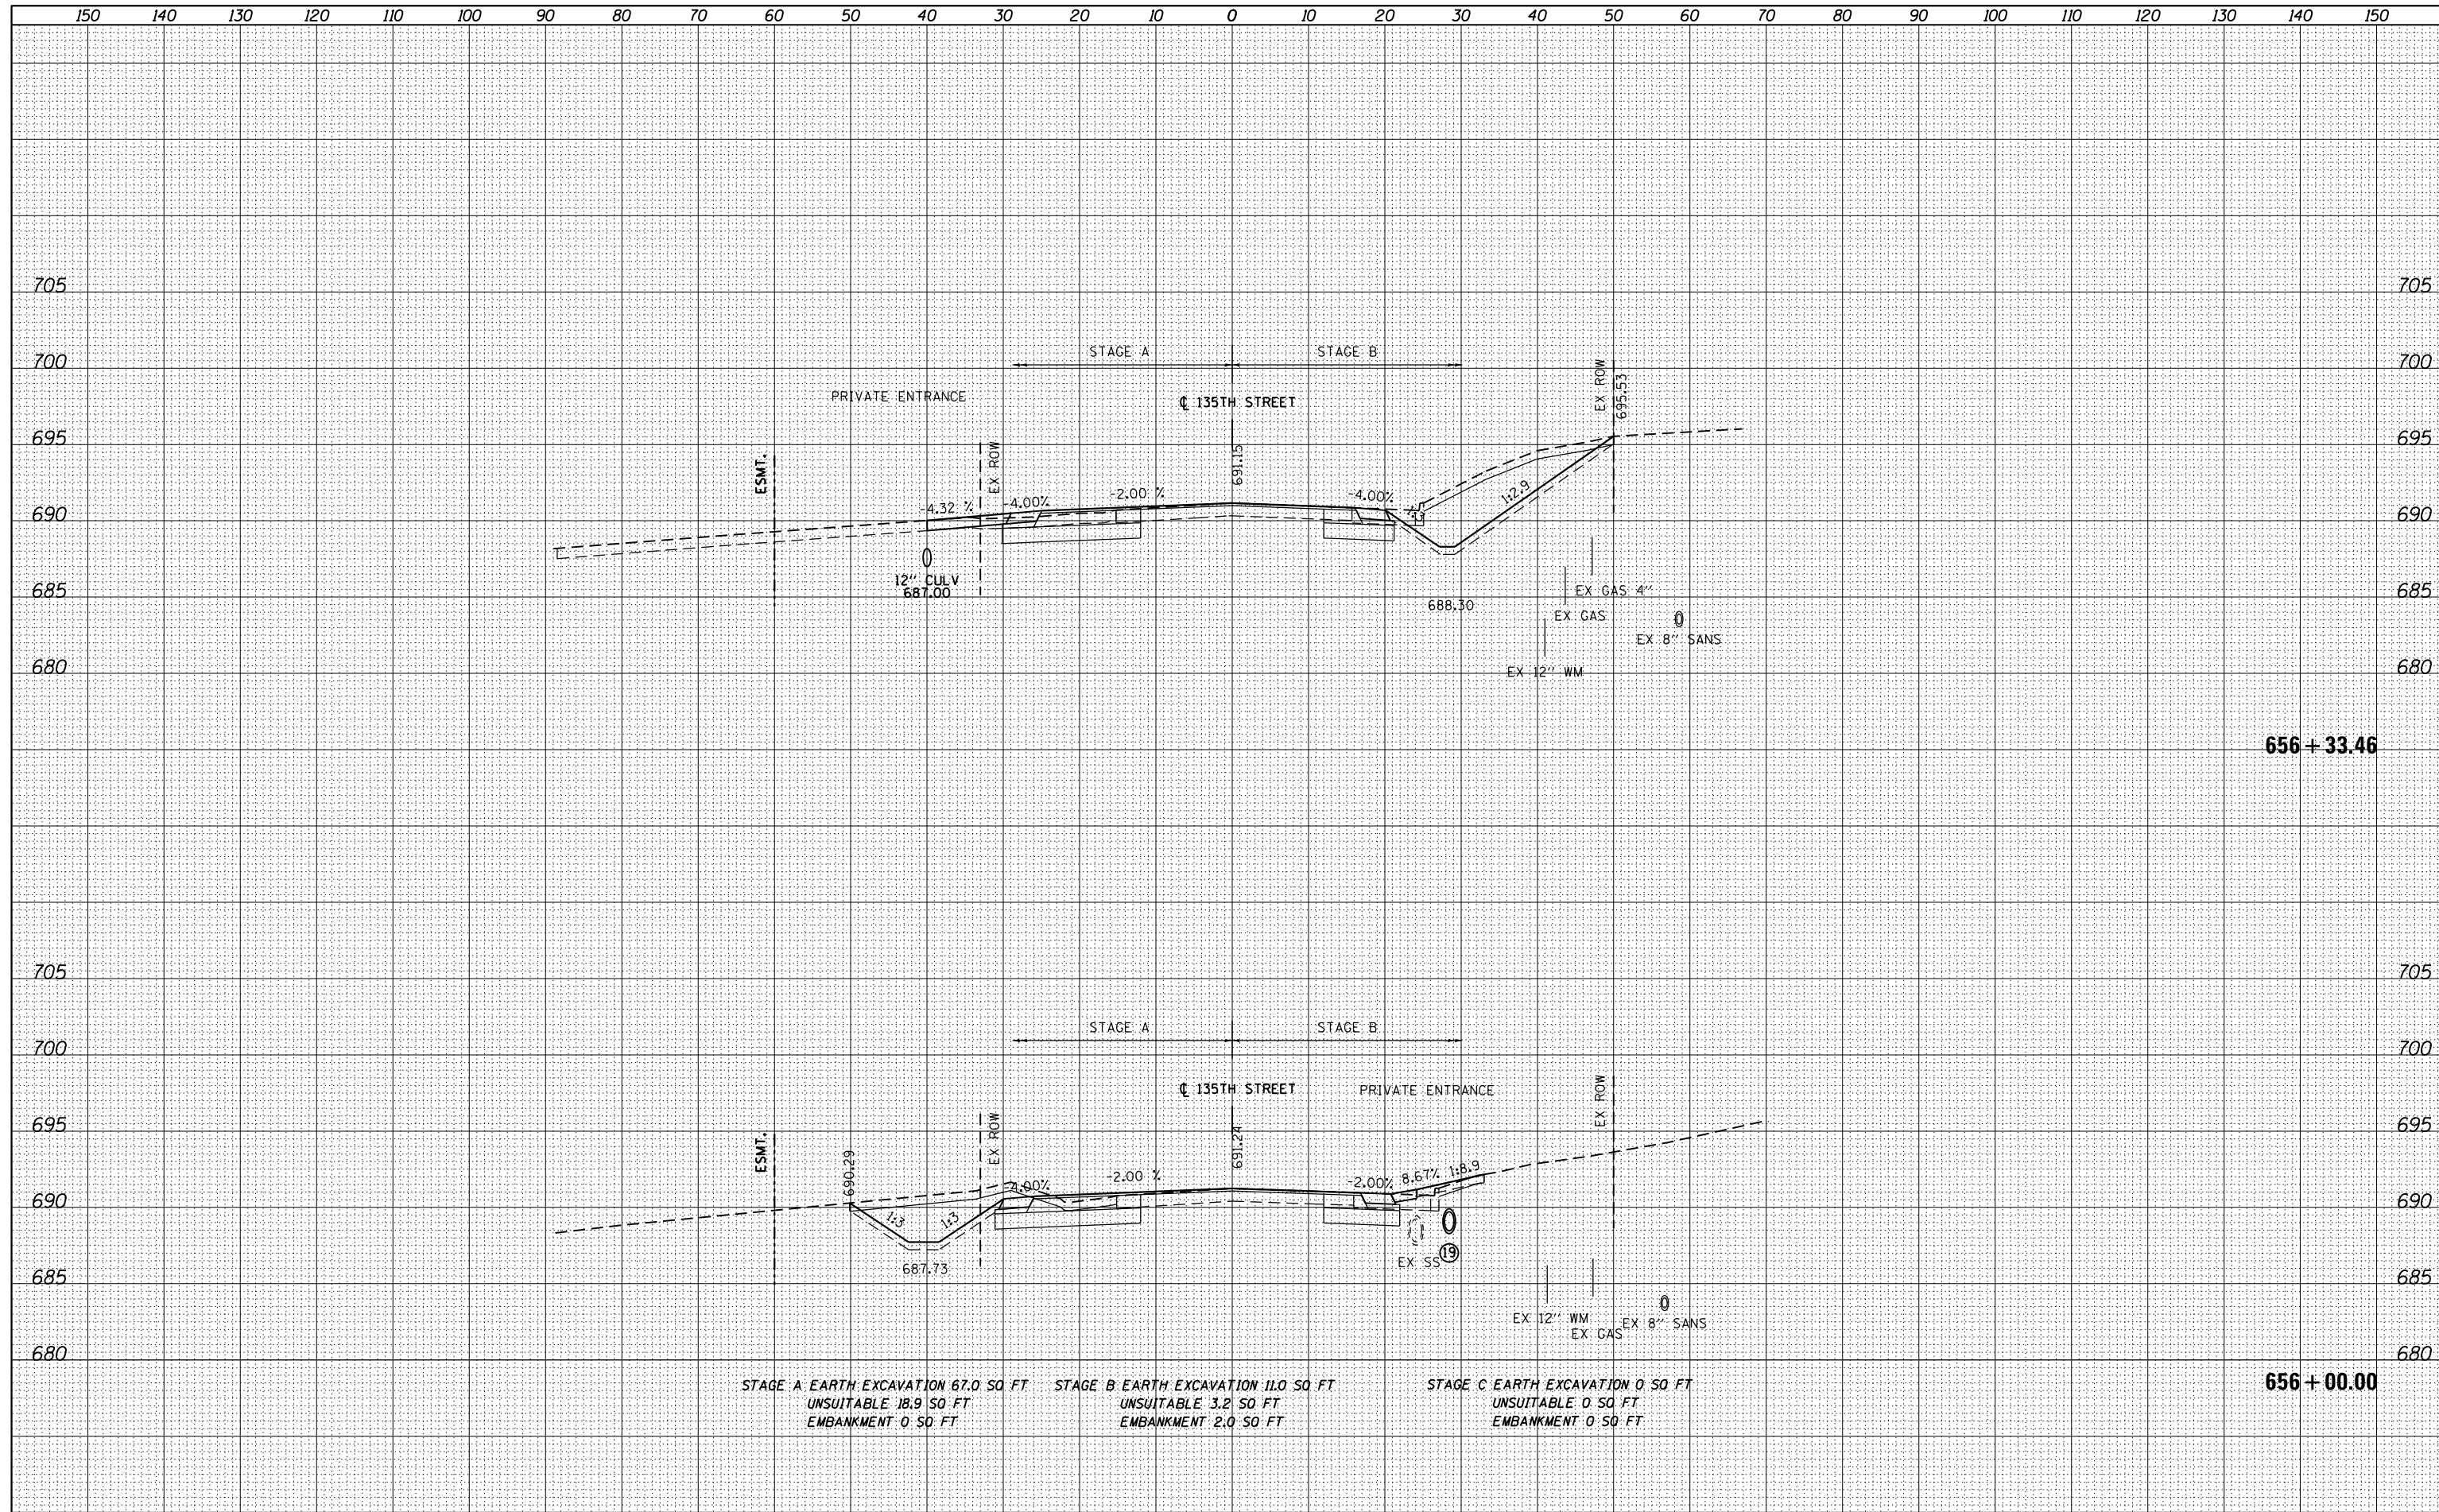 150 140 130 120 110 100 90 80 70 60 50 40 30 20 10 0 10 20 30 40 50 60 70 80 90 100 110 120 130 140 150
705 705
700 700
STAGE A STAGE B
EX ROW
695.53
PRIVATE ENTRANCE
℄ 135TH STREET
695 695
ESMT.
EX ROW
691.15
-4.32 % -4.00% -2.00 % -4.00% 1:2.9
690 690
12" CULV
687.00
685 685
688.30
EX GAS 4"
EX GAS
EX 8" SANS
680 680
EX 12" WM
656+33.46
705 705
STAGE A STAGE B
700 700
℄ 135TH STREET PRIVATE ENTRANCE
EX ROW
695 695
ESMT.
690.29
EX ROW
691.24
-4.00% -2.00 % -2.00% 8.67% 1:8.9
690 690
1:3 1:3
EX SS 19
687.73
685 685
EX 12" WM
EX GAS
EX 8" SANS
680 680
656+00.00
STAGE A EARTH EXCAVATION 67.0 SQ FT STAGE B EARTH EXCAVATION 11.0 SQ FT STAGE C EARTH EXCAVATION 0 SQ FT
UNSUITABLE 18.9 SQ FT UNSUITABLE 3.2 SQ FT UNSUITABLE 0 SQ FT
EMBANKMENT 0 SQ FT EMBANKMENT 2.0 SQ FT EMBANKMENT 0 SQ FT